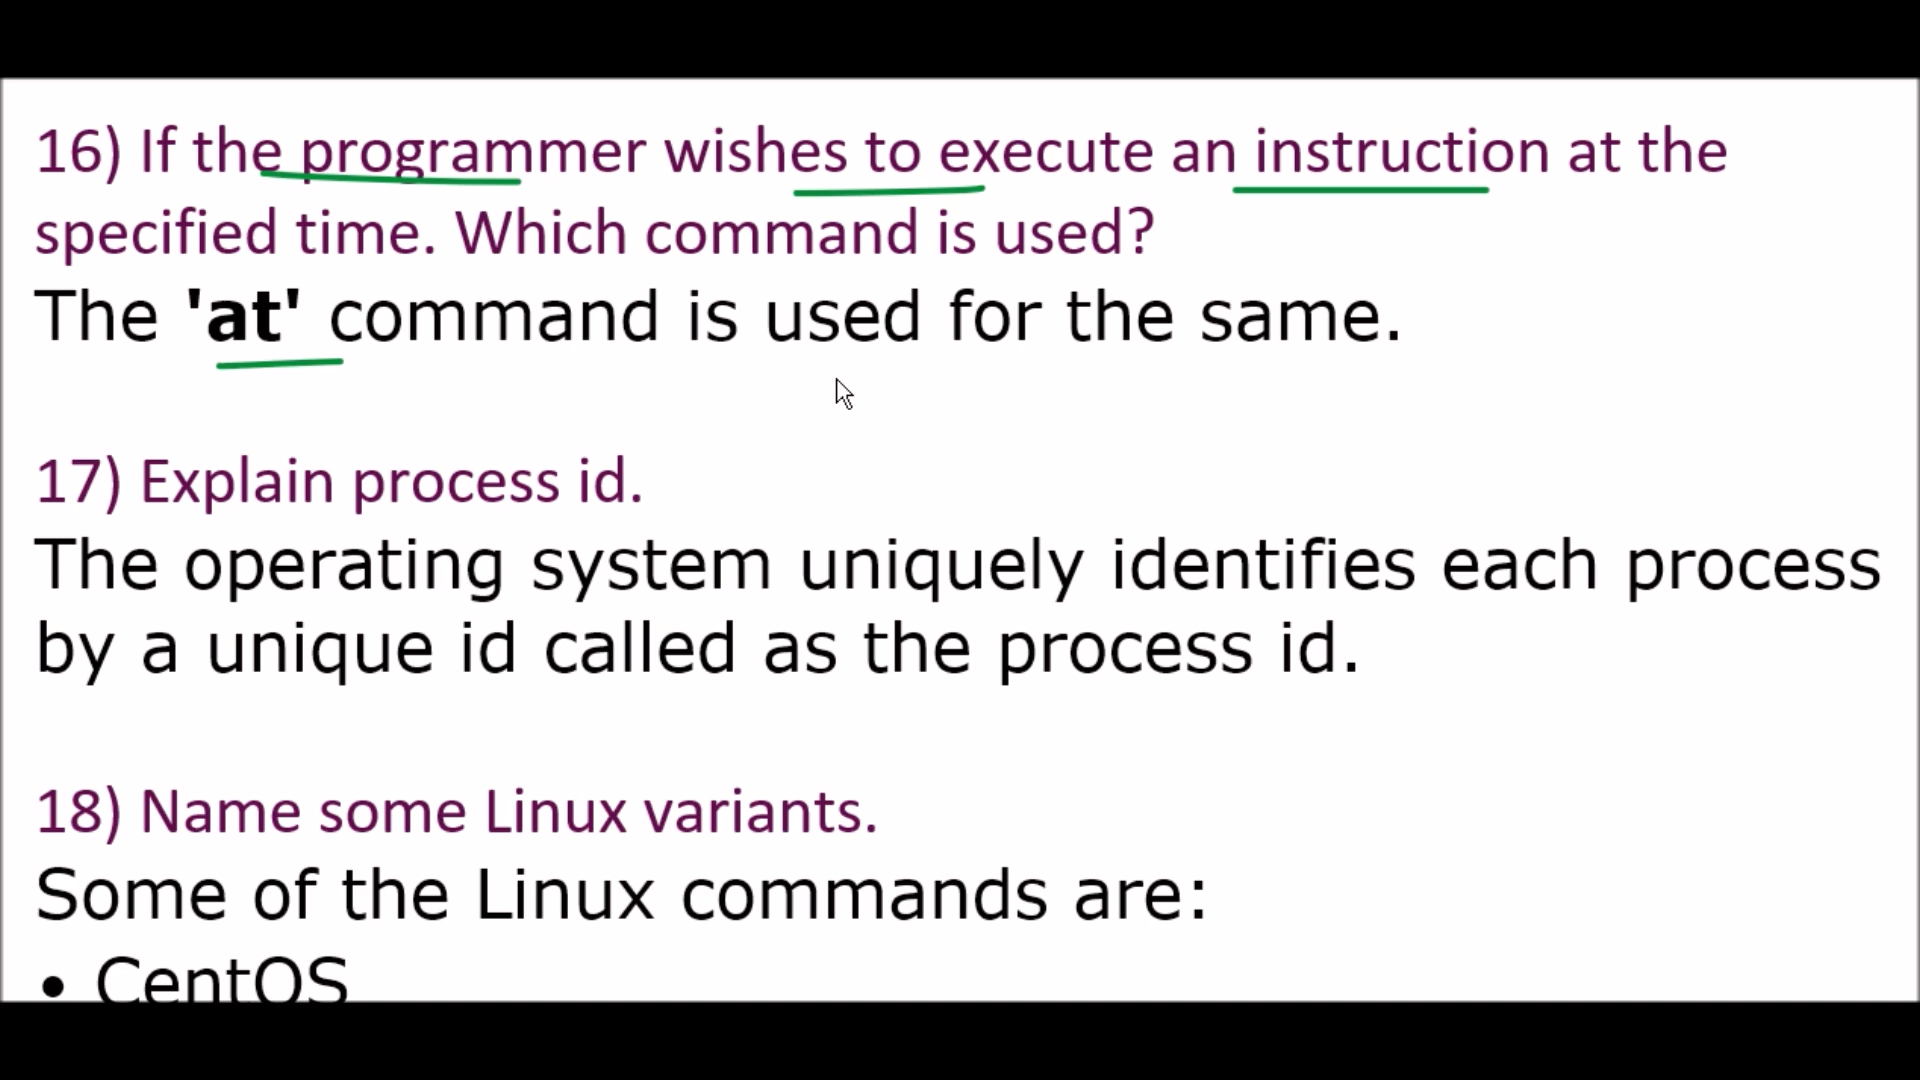 16) If the programmer wishes to execute an instruction at the
specified time. Which command is used?
The 'at' command is used for the same.
17) Explain process id.
The operating system uniquely identifies each process
by a unique id called as the process id.
18) Name some Linux variants.
Some of the Linux commands are:
• CentOS